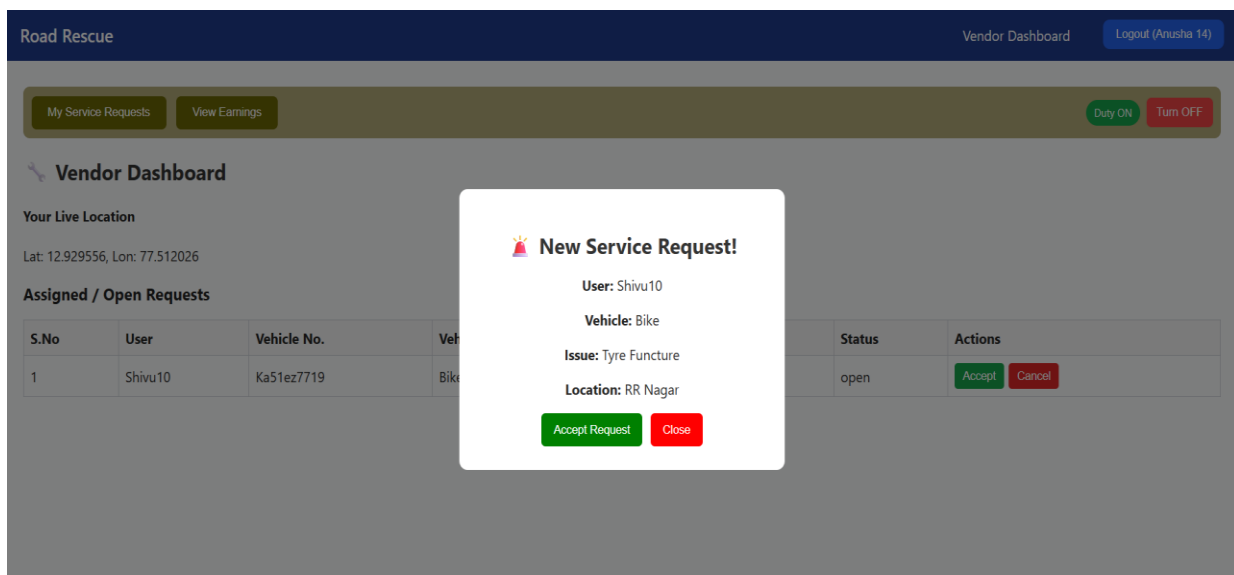 Road Rescue Vendor Dashboard Logout (Anusha 14)
My Service Requests View Earnings Duty ON Turn OFF
Vendor Dashboard
Your Live Location
Lat: 12.929556, Lon: 77.512026
Assigned / Open Requests
S.No User Vehicle No. Veh Status Actions
1 Shivu10 Ka51ez7719 Bike open Accept Cancel
New Service Request!
User: Shivu10
Vehicle: Bike
Issue: Tyre Functure
Location: RR Nagar
Accept Request Close